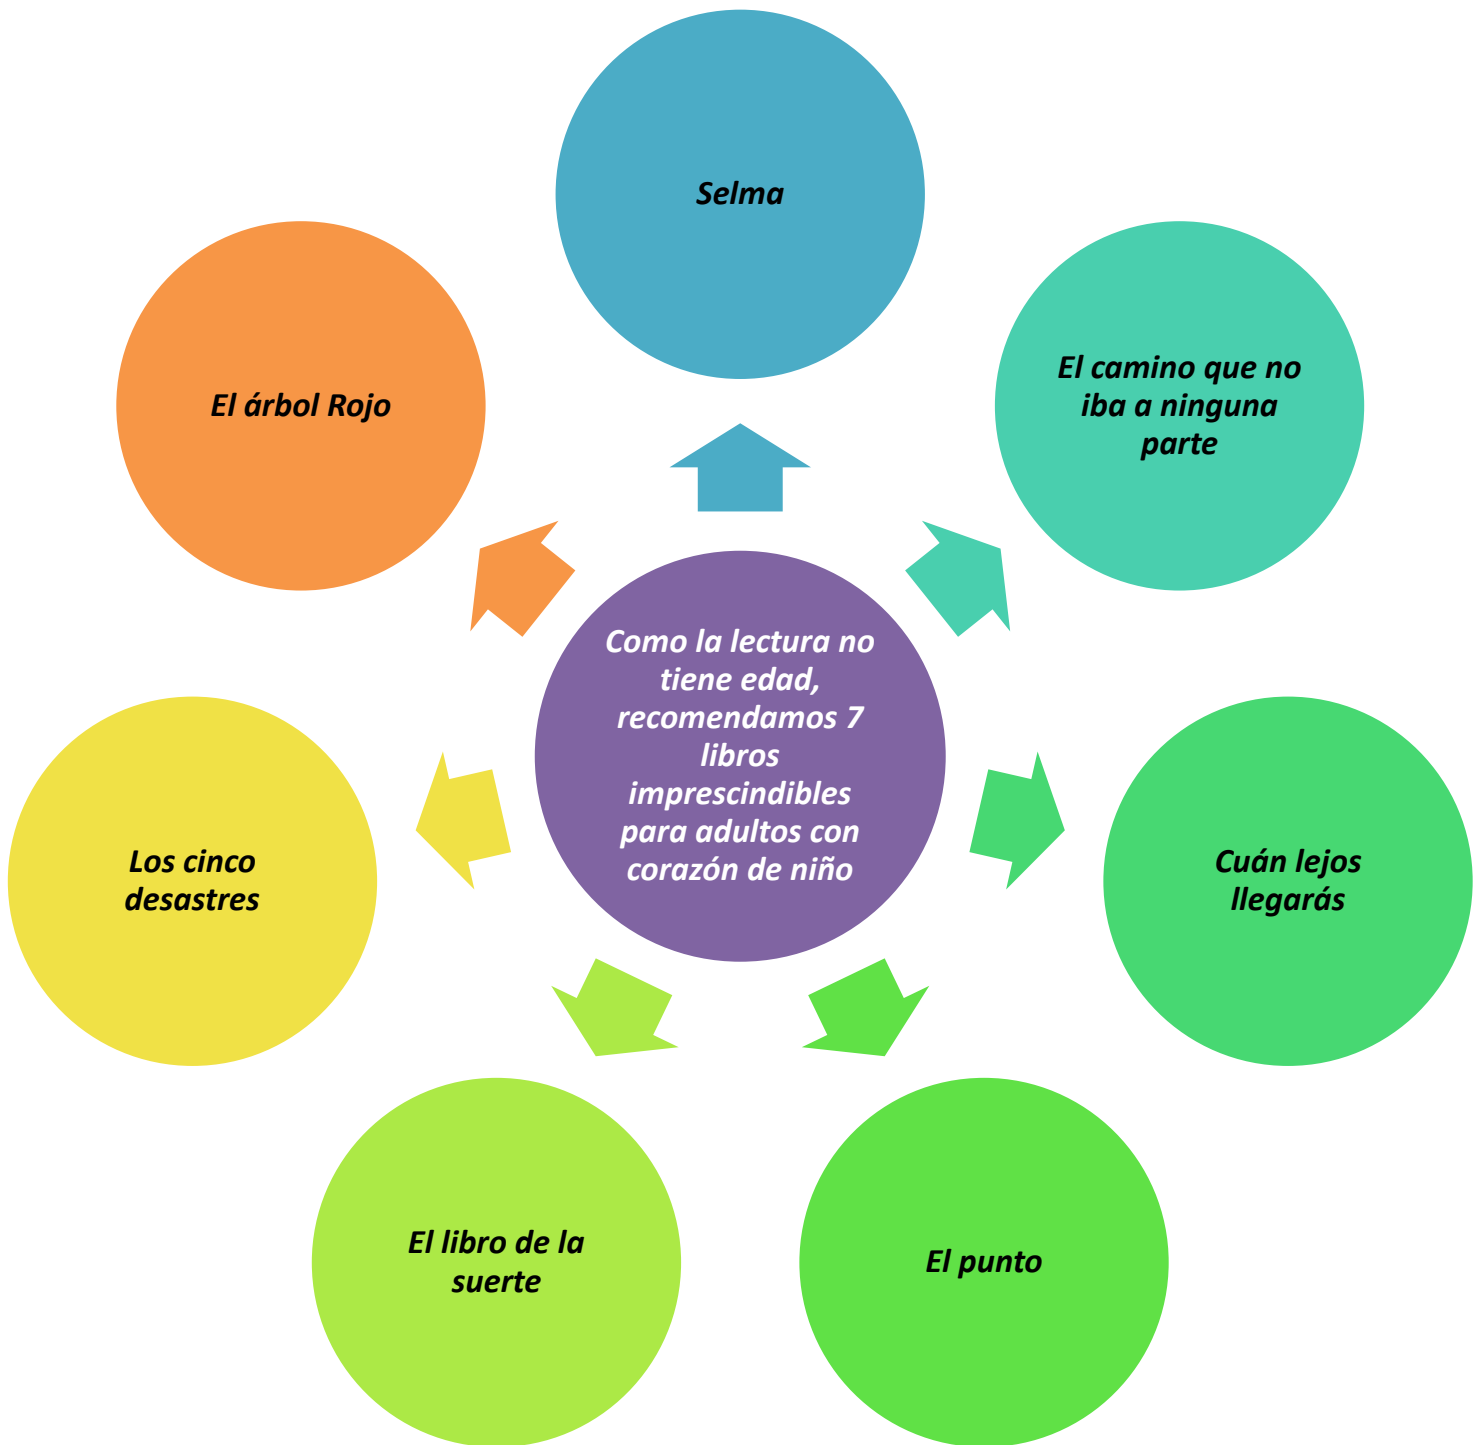 Selma
El camino que no
iba a ninguna
parte
Cuán lejos
llegarás
El punto
El libro de la
suerte
Los cinco
desastres
El árbol Rojo
Como la lectura no
tiene edad,
recomendamos 7
libros
imprescindibles
para adultos con
corazón de niño